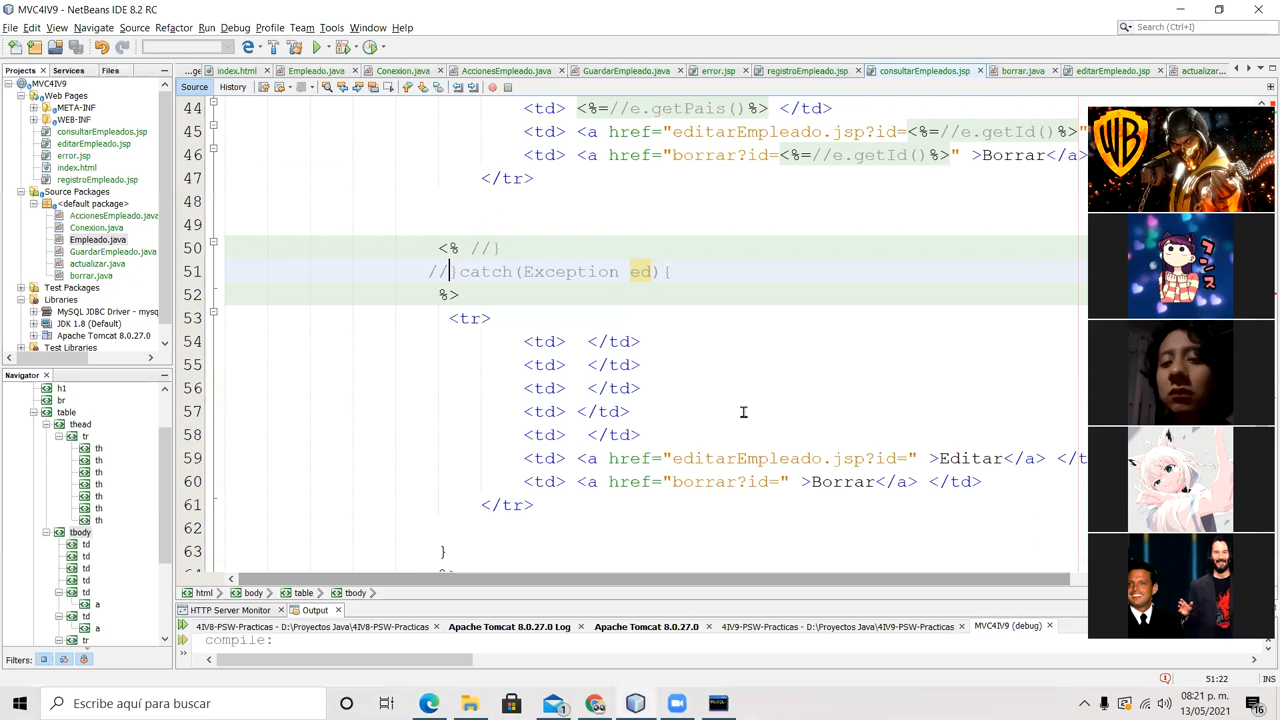 MVC4IV9 - NetBeans IDE 8.2 RC
File Edit View Navigate Source Refactor Run Debug Profile Team Tools Window Help
Search (Ctrl+I)
Projects Services Files
index.html Empleado.java Conexion.java AccionesEmpleado.java GuardarEmpleado.java error.jsp registroEmpleado.jsp consultarEmpleados.jsp borrar.java editarEmpleado.jsp actualizar...
Source History
MVC4IV9
Web Pages
META-INF
WEB-INF
consultarEmpleados.jsp
editarEmpleado.jsp
error.jsp
index.html
registroEmpleado.jsp
Source Packages
<default package>
AccionesEmpleado.java
Conexion.java
Empleado.java
GuardarEmpleado.java
actualizar.java
borrar.java
Test Packages
Libraries
MySQL JDBC Driver - mysq
JDK 1.8 (Default)
Apache Tomcat 8.0.27.0
Test Libraries
Navigator
h1
br
table
thead
tr
th
th
th
th
th
th
th
tbody
td
td
td
td
a
td
a
tr
Filters:
44 <td> <%=//e.getPais()%> </td>
45 <td> <a href="editarEmpleado.jsp?id=<%=//e.getId()%>"
46 <td> <a href="borrar?id=<%=//e.getId()%>" >Borrar</a>
47 </tr>
48
49
50 <% //}
51 //}catch(Exception ed){
52 %>
53 <tr>
54 <td> </td>
55 <td> </td>
56 <td> </td>
57 <td> </td>
58 <td> </td>
59 <td> <a href="editarEmpleado.jsp?id=" >Editar</a> </t
60 <td> <a href="borrar?id=" >Borrar</a> </td>
61 </tr>
62
63 }
html body table tbody
HTTP Server Monitor Output
4IV8-PSW-Practicas - D:\Proyectos Java\4IV8-PSW-Practicas Apache Tomcat 8.0.27.0 Log Apache Tomcat 8.0.27.0 4IV9-PSW-Practicas - D:\Proyectos Java\4IV9-PSW-Practicas MVC4IV9 (debug)
compile:
51:22 INS
WB
Escribe aquí para buscar
08:21 p. m.
13/05/2021
16